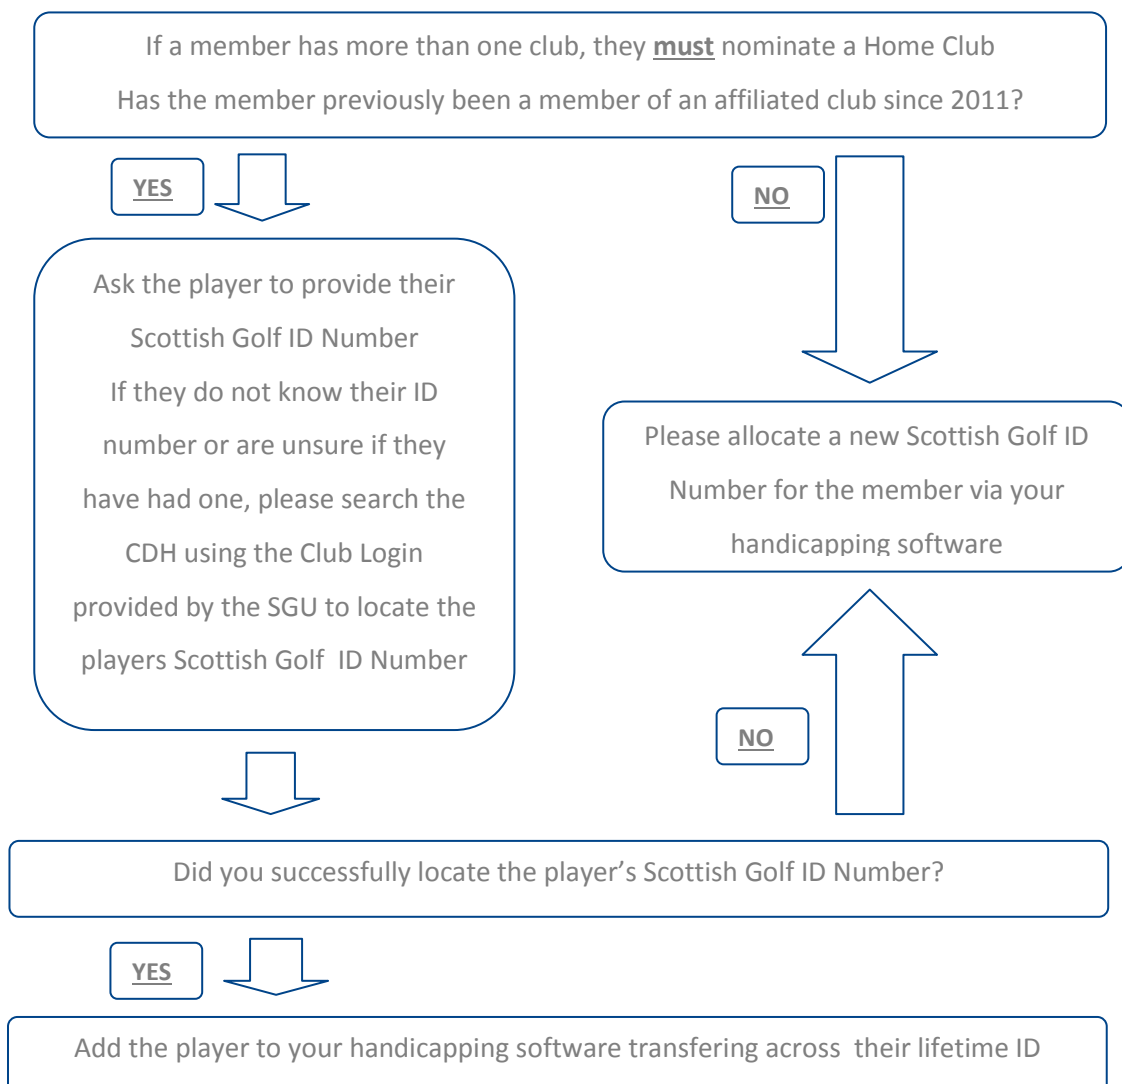 If a member has more than one club, they must nominate a Home Club
Has the member previously been a member of an affiliated club since 2011?
YES
NO
Ask the player to provide their
Scottish Golf ID Number
If they do not know their ID
number or are unsure if they
have had one, please search the
CDH using the Club Login
provided by the SGU to locate the
players Scottish Golf  ID Number
Please allocate a new Scottish Golf ID
Number for the member via your
handicapping software
NO
Did you successfully locate the player’s Scottish Golf ID Number?
YES
Add the player to your handicapping software transfering across  their lifetime ID